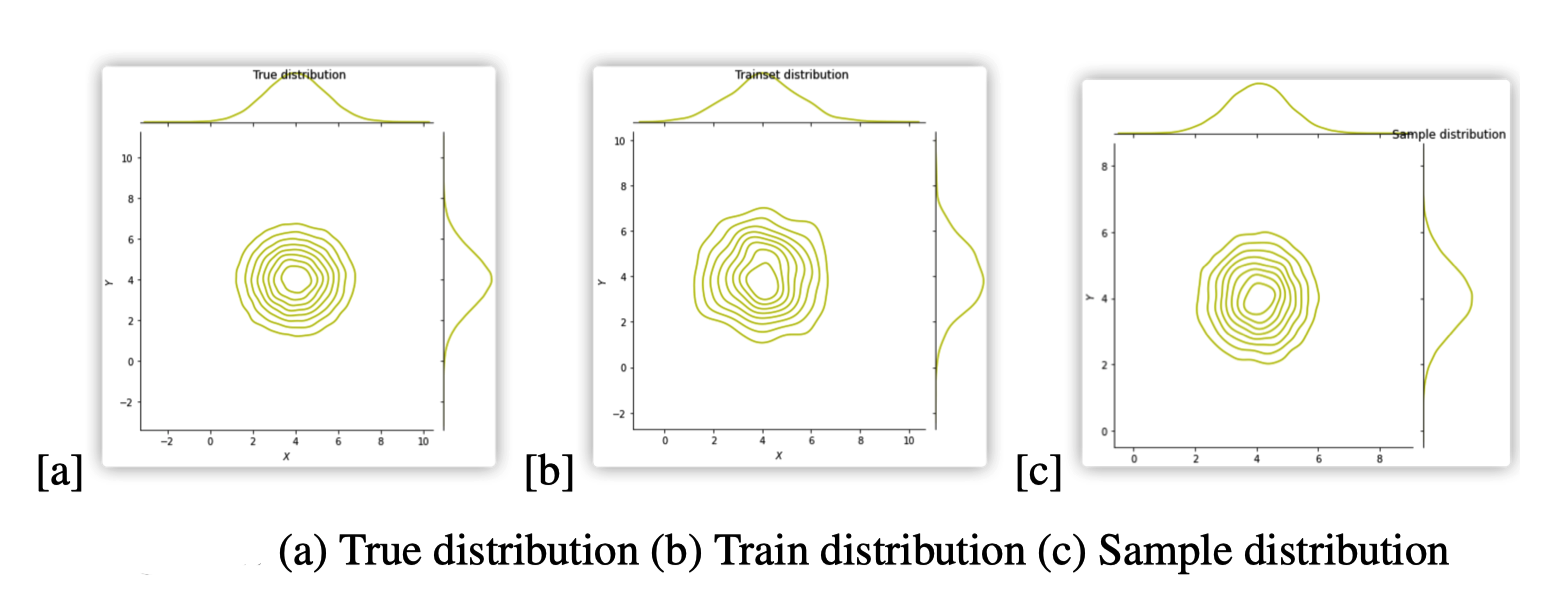 True distribution
10
8
6
4
2
0
−2
Y
−2 0 2 4 6 8 10
X
[a]
Trainset distribution
10
8
6
4
2
0
−2
Y
0 2 4 6 8 10
X
[b]
Sample distribution
8
6
4
2
0
Y
0 2 4 6 8
[c]
(a) True distribution (b) Train distribution (c) Sample distribution